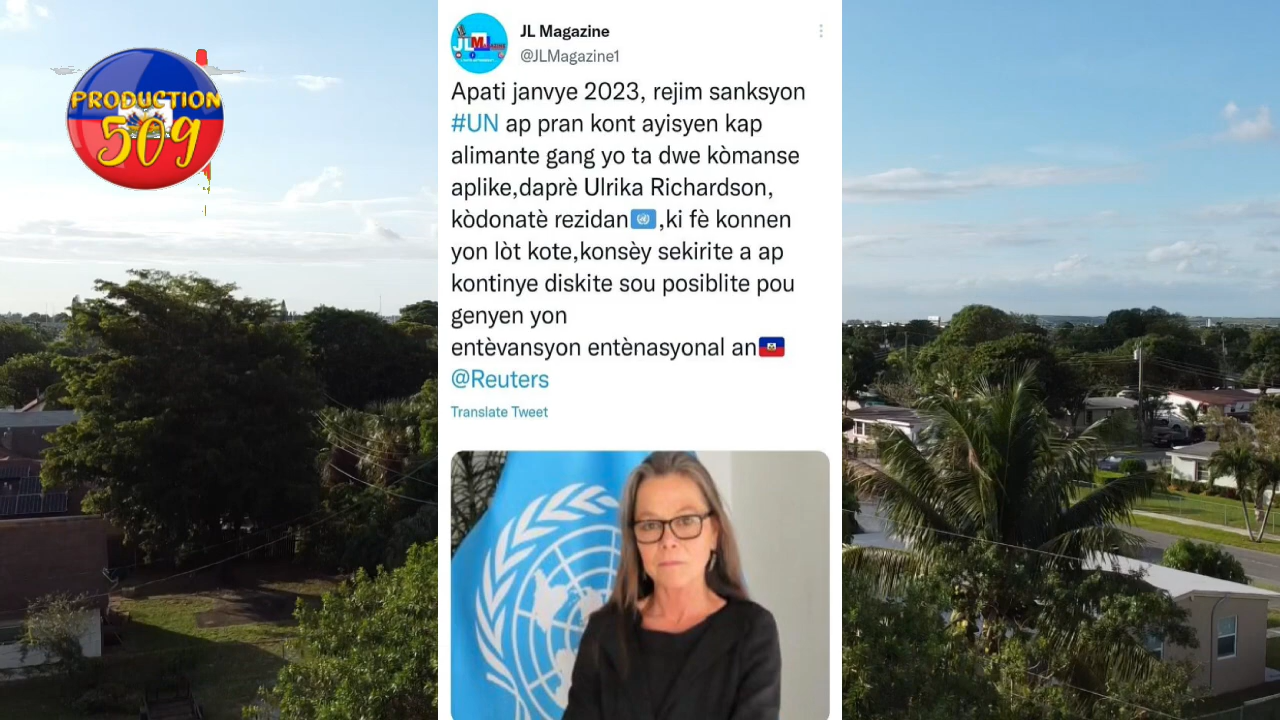 PRODUCTION
509
JL Magazine
@JLMagazine1
Apati janvye 2023, rejim sanksyon
#UN ap pran kont ayisyen kap
alimante gang yo ta dwe kòmanse
aplike,daprè Ulrika Richardson,
kòdonatè rezidan🇺🇳,ki fè konnen
yon lòt kote,konsèy sekirite a ap
kontinye diskite sou posiblite pou
genyen yon
entèvansyon entènasyonal an🇭🇹
@Reuters
Translate Tweet